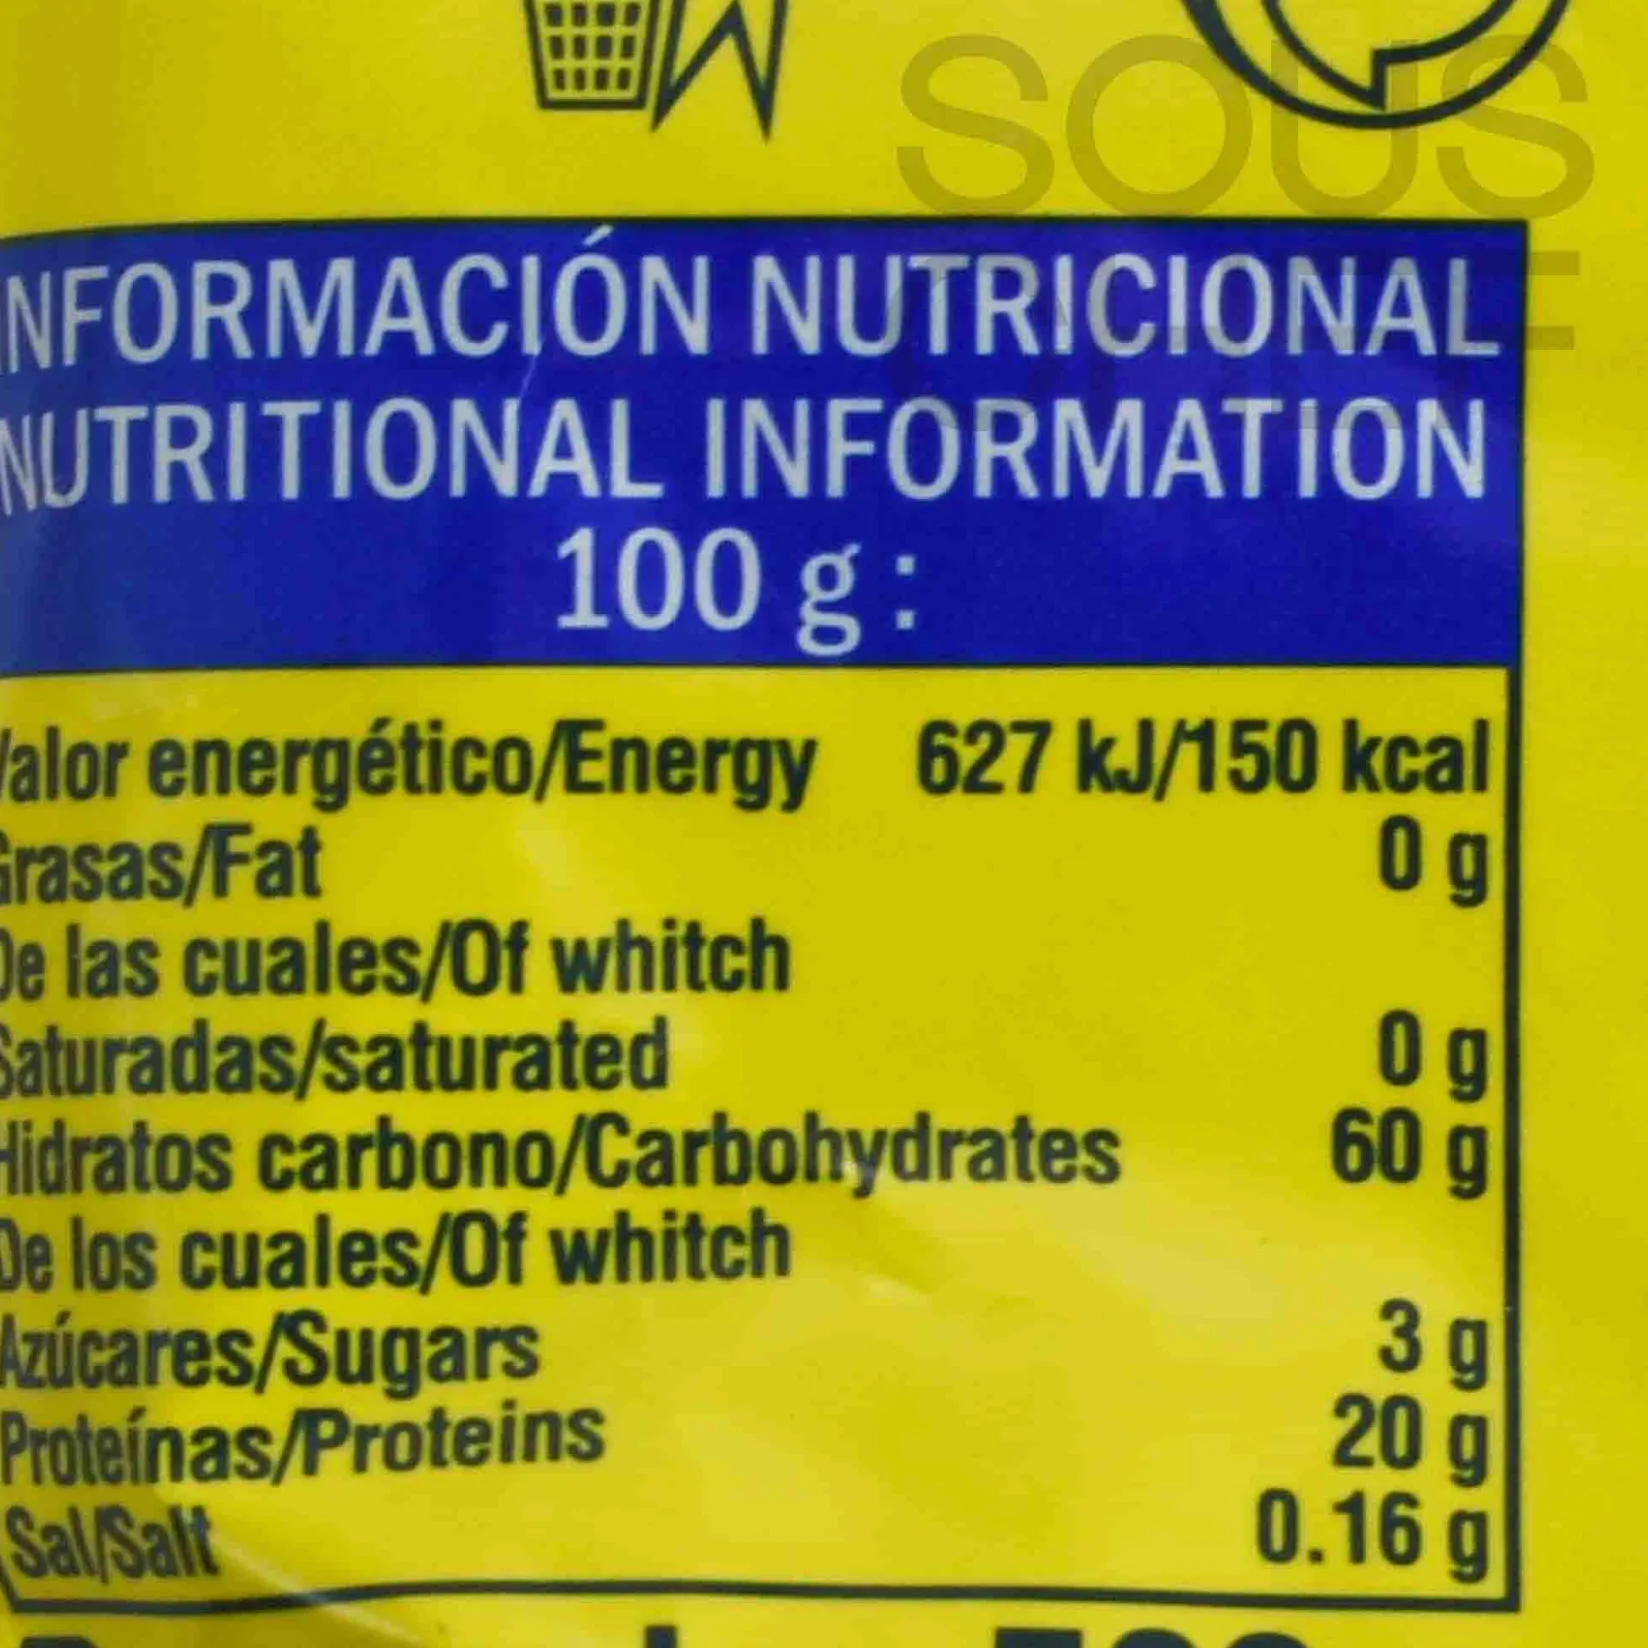 SOUS
INFORMACIÓN NUTRICIONAL
NUTRITIONAL INFORMATION
100 g :
Valor energético/Energy 627 kJ/150 kcal
Grasas/Fat 0 g
De las cuales/Of whitch
Saturadas/saturated 0 g
Hidratos carbono/Carbohydrates 60 g
De los cuales/Of whitch
Azúcares/Sugars 3 g
Proteínas/Proteins 20 g
Sal/Salt 0.16 g